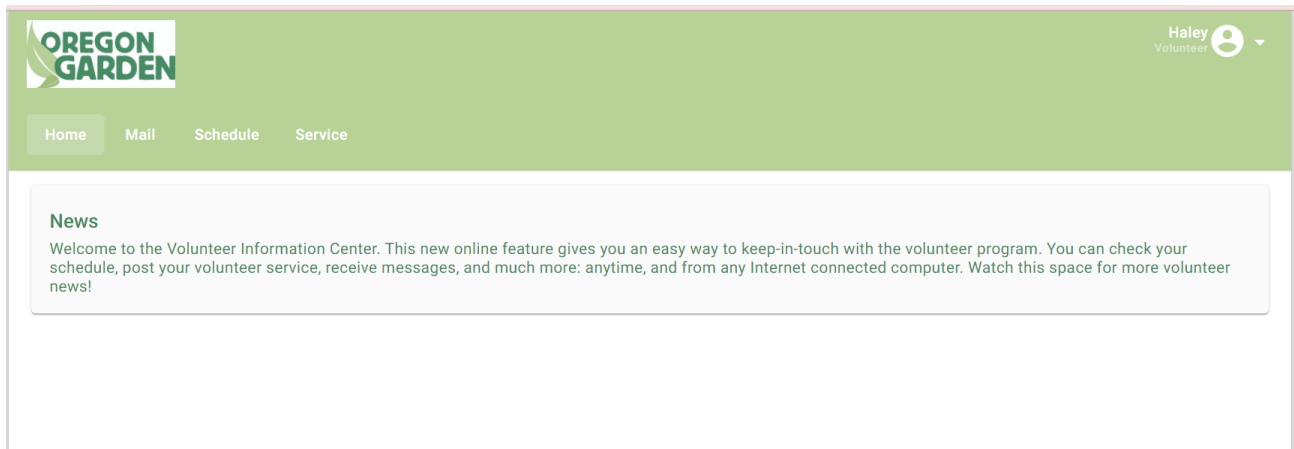 OREGON
GARDEN
Haley
Volunteer
Home Mail Schedule Service
News
Welcome to the Volunteer Information Center. This new online feature gives you an easy way to keep-in-touch with the volunteer program. You can check your
schedule, post your volunteer service, receive messages, and much more: anytime, and from any Internet connected computer. Watch this space for more volunteer
news!